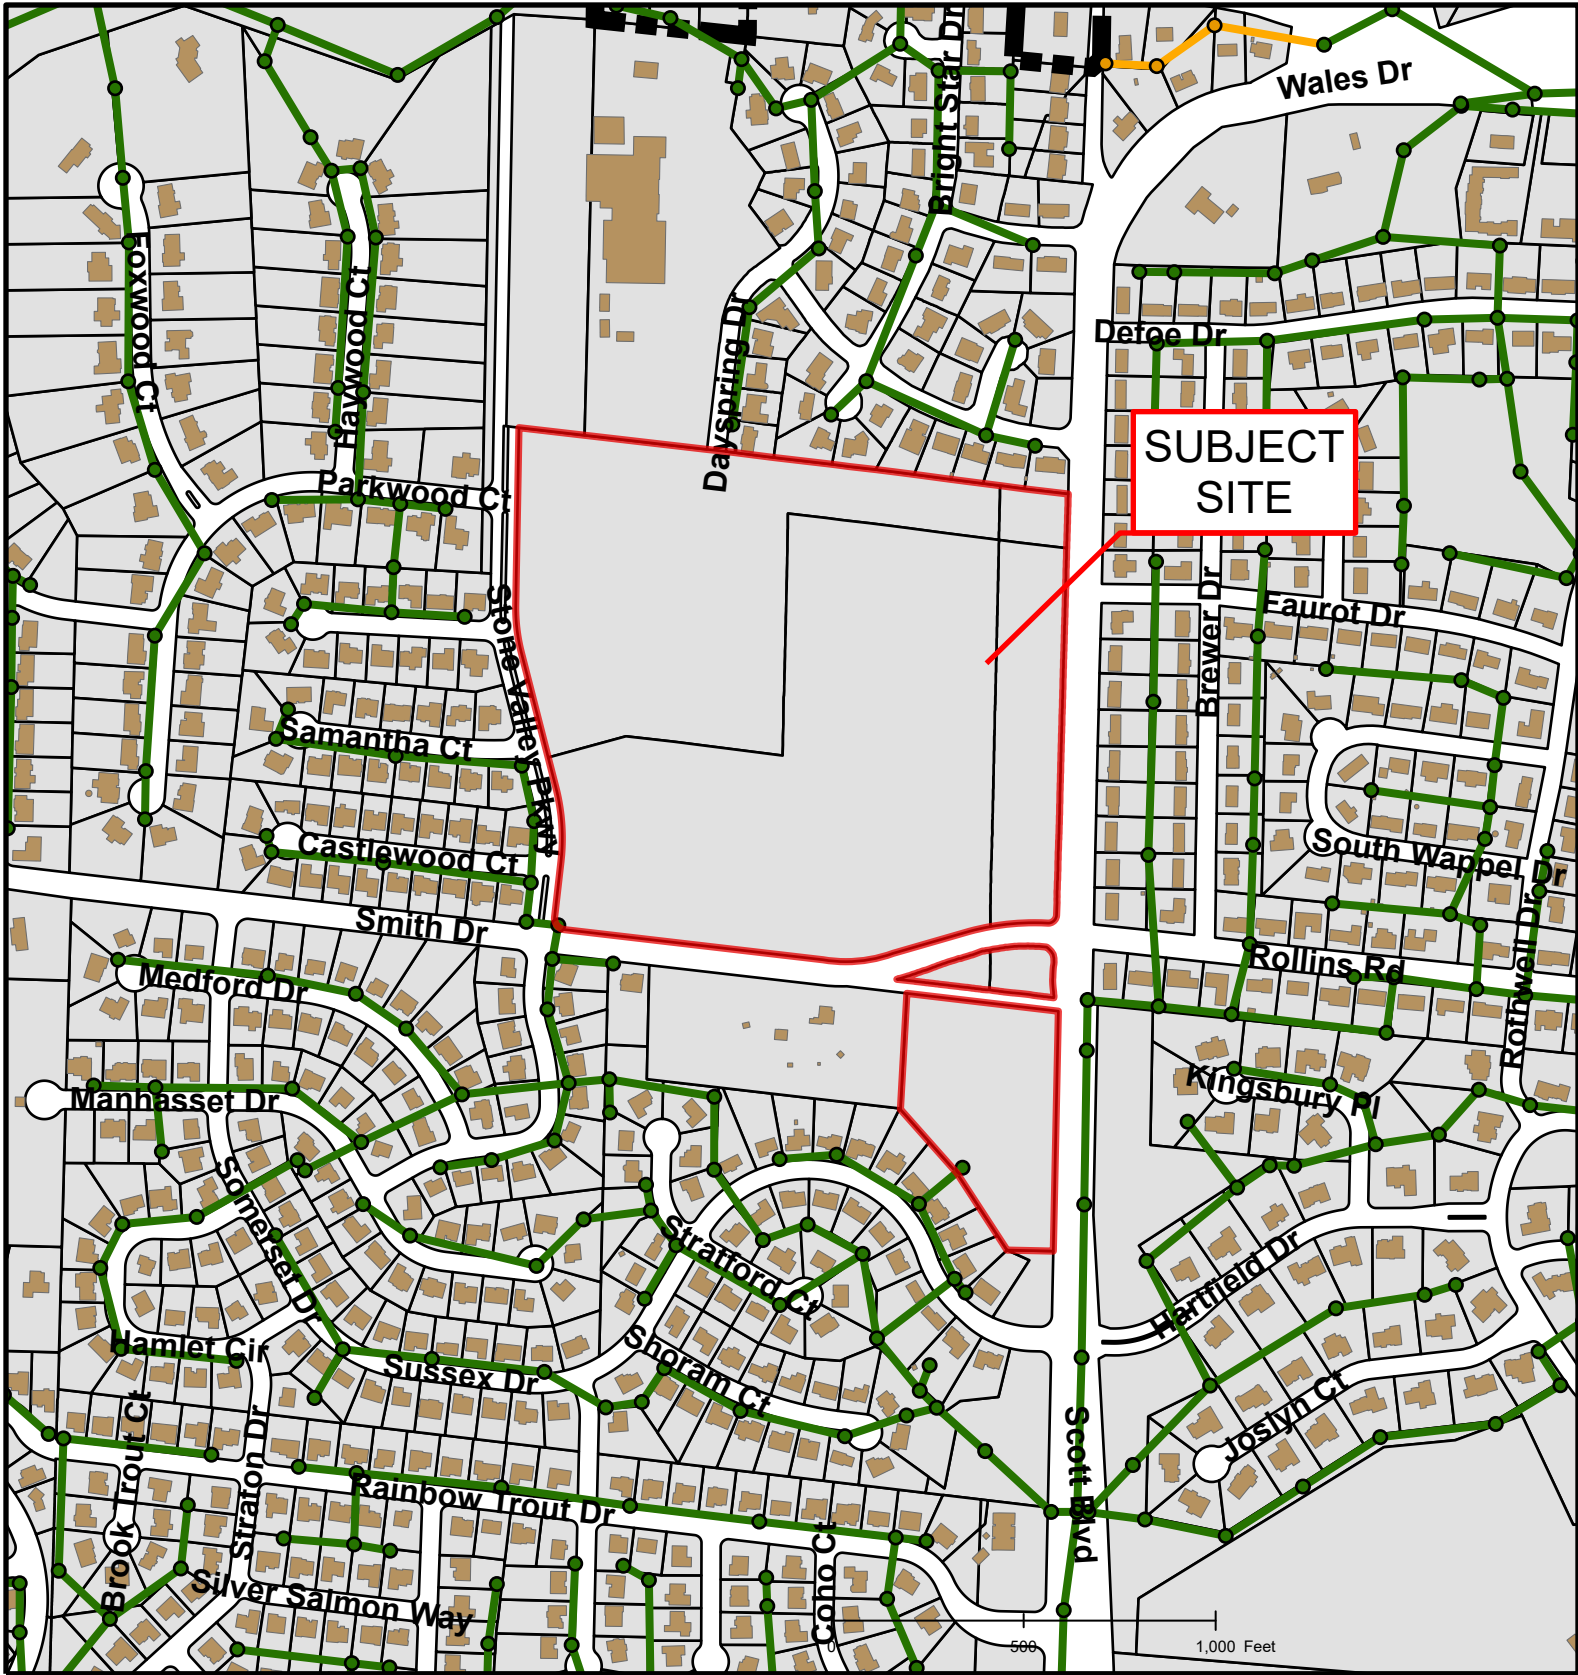 Wales Dr
Bright Star Dr
Foxwood Ct
Haywood Ct
Dayspring Dr
Defoe Dr
SUBJECT
SITE
Parkwood Ct
Stone Valley Pkwy
Brewer Dr
Faurot Dr
Samantha Ct
Castlewood Ct
South Wappel Dr
Smith Dr
Rollins Rd
Rothwell Dr
Medford Dr
Manhasset Dr
Kingsbury Pl
Somerset Dr
Strafford Ct
Hartfield Dr
Hamlet Cir
Sussex Dr
Shoram Ct
Joslyn Ct
Scott Blvd
Brook Trout Ct
Straton Dr
Rainbow Trout Dr
Silver Salmon Way
Coho Ct
0 500 1,000 Feet